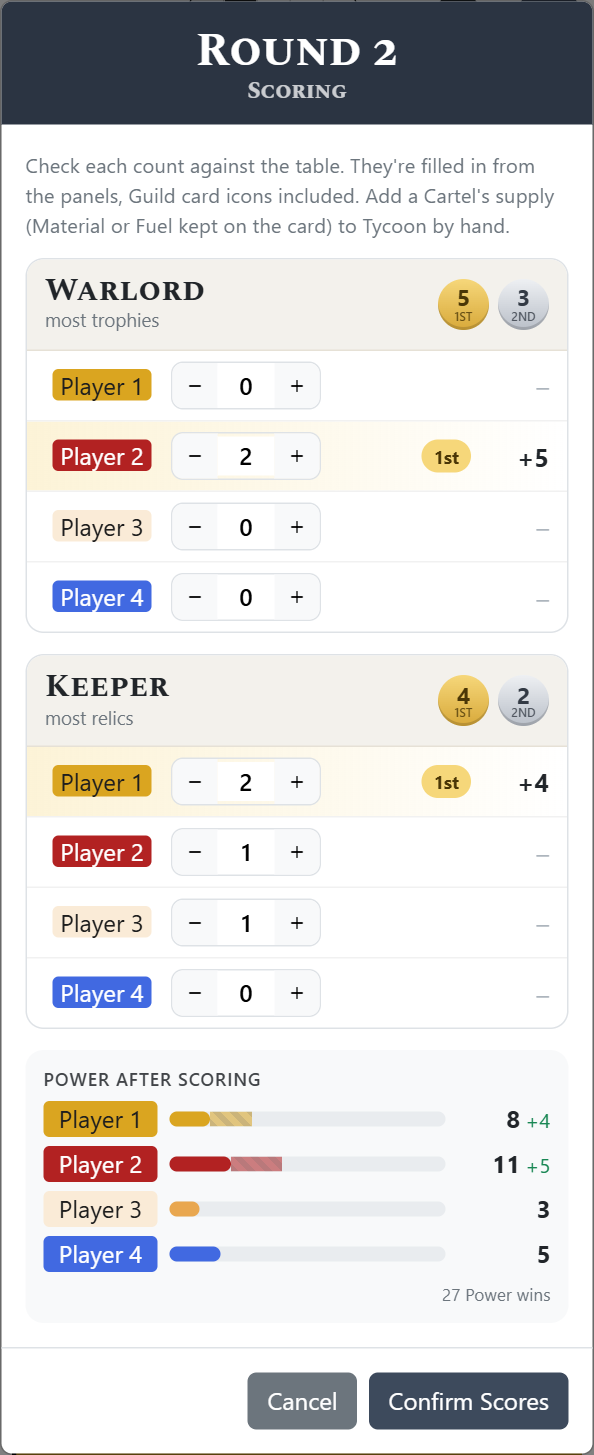 Round 2
Scoring
Check each count against the table. They're filled in from
the panels, Guild card icons included. Add a Cartel's supply
(Material or Fuel kept on the card) to Tycoon by hand.
Warlord
most trophies
5 1ST 3 2ND
Player 1 − 0 + –
Player 2 − 2 + 1st +5
Player 3 − 0 + –
Player 4 − 0 + –
Keeper
most relics
4 1ST 2 2ND
Player 1 − 2 + 1st +4
Player 2 − 1 + –
Player 3 − 1 + –
Player 4 − 0 + –
POWER AFTER SCORING
Player 1 8 +4
Player 2 11 +5
Player 3 3
Player 4 5
27 Power wins
Cancel Confirm Scores